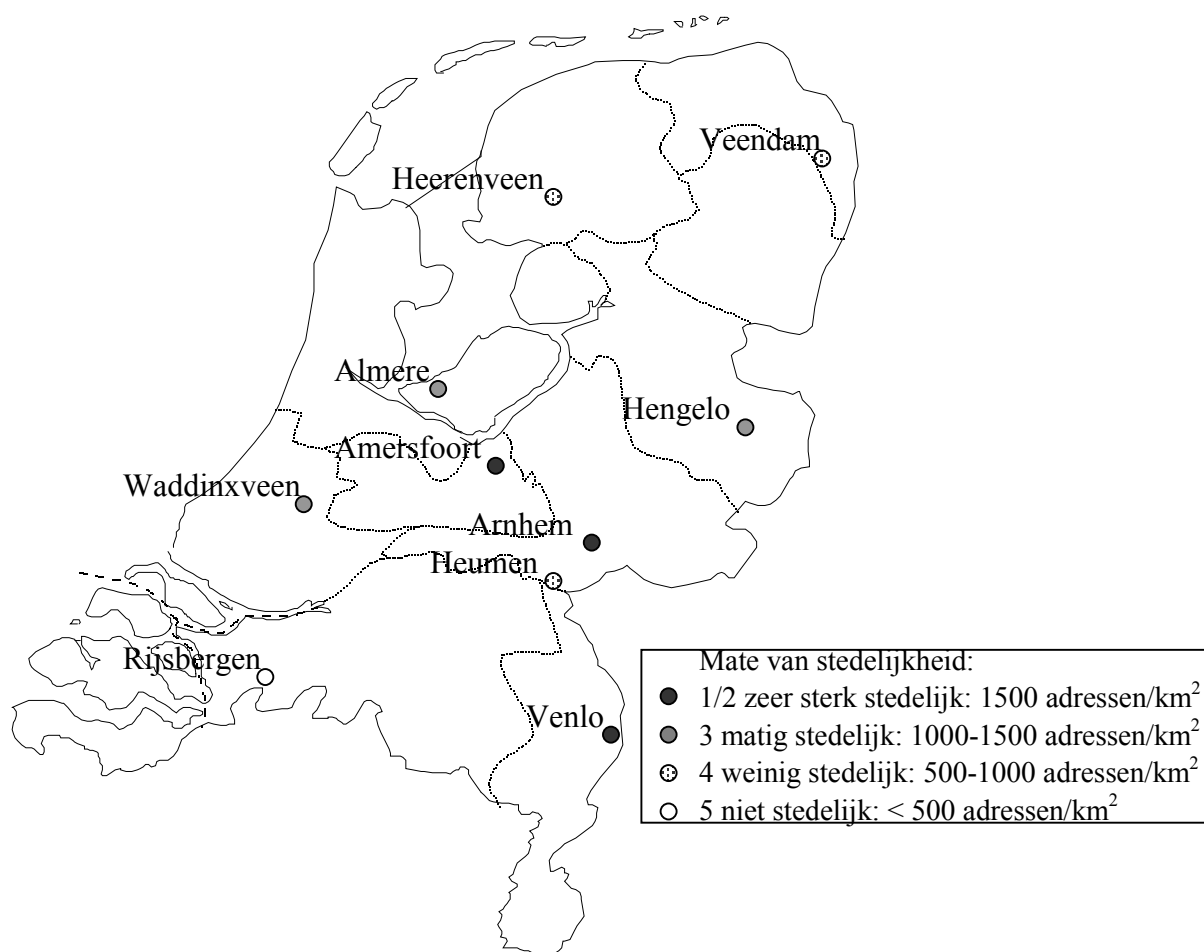 Veendam
Heerenveen
Almere
Hengelo
Amersfoort
Waddinxveen
Arnhem
Heumen
Rijsbergen
Venlo
Mate van stedelijkheid:
1/2 zeer sterk stedelijk: 1500 adressen/km²
3 matig stedelijk: 1000-1500 adressen/km²
4 weinig stedelijk: 500-1000 adressen/km²
5 niet stedelijk: < 500 adressen/km²